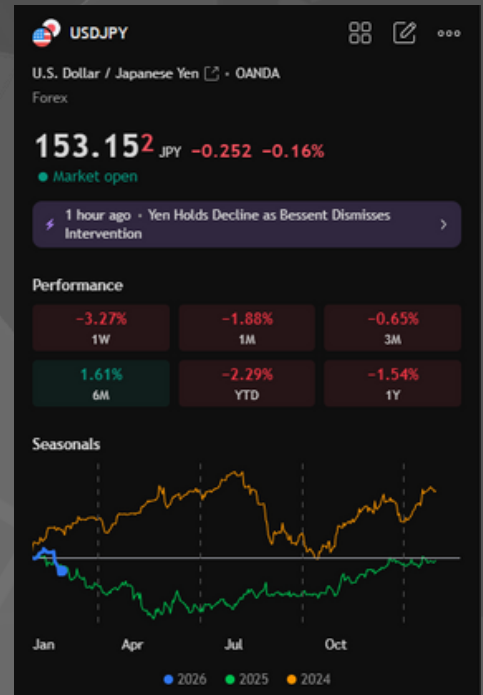 USDJPY
U.S. Dollar / Japanese Yen • OANDA
Forex
153.152 JPY −0.252 −0.16%
Market open
1 hour ago • Yen Holds Decline as Bessent Dismisses
Intervention
Performance
−3.27% −1.88% −0.65%
1W 1M 3M
1.61% −2.29% −1.54%
6M YTD 1Y
Seasonals
Jan Apr Jul Oct
2026 2025 2024